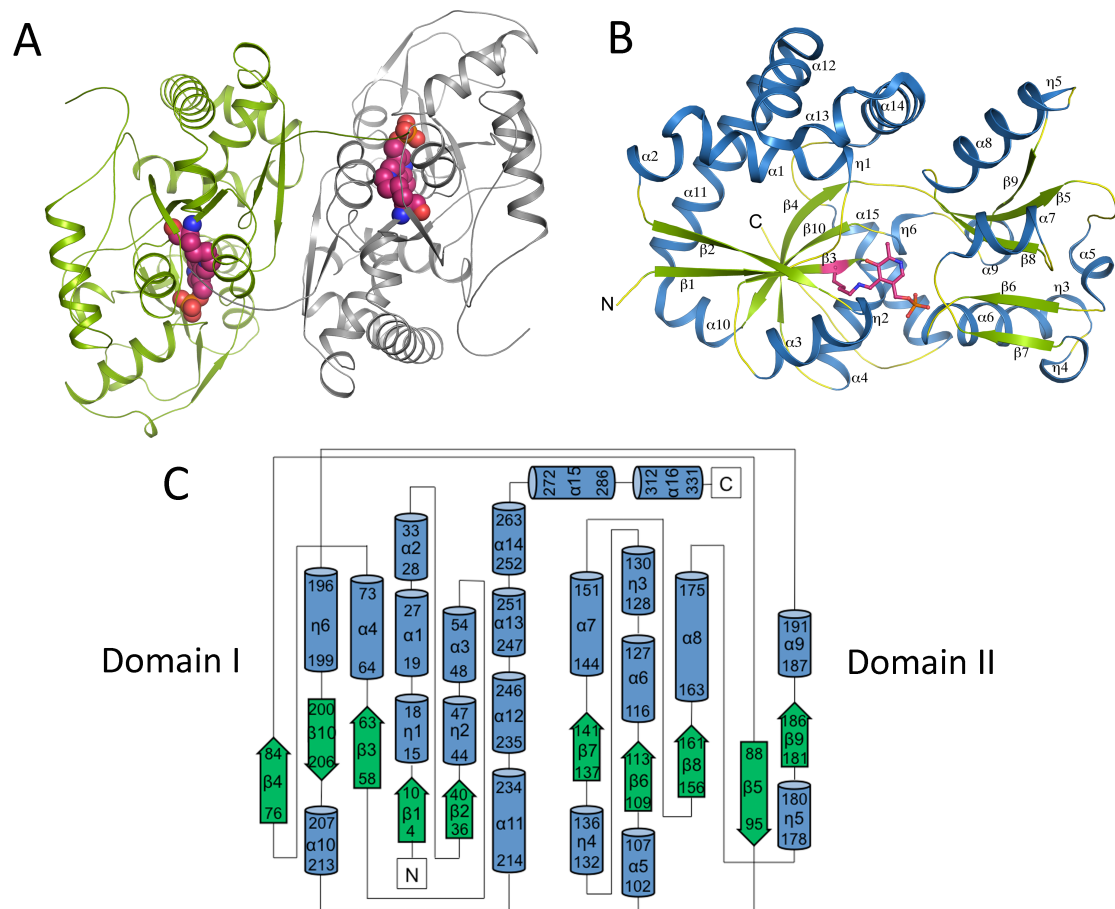 A
B
α12
η5
α14
α13
α8
α2
α1
η1
β9
α11
β4
β5
α7
C
α15
β10
η6
β2
α5
β3
α9
β8
N
β1
β6
η3
α10
η2
α6
α3
β7
η4
α4
C
272 α15 286
312 α16 331
C
263
α14
252
33
α2
28
130
η3
128
196
η6
199
73
α4
64
27
α1
19
54
α3
48
251
α13
247
151
α7
144
127
α6
116
175
α8
163
191
α9
187
Domain I
Domain II
84
β4
76
200
β10
206
63
β3
58
18
η1
15
47
η2
44
246
α12
235
141
β7
137
113
β6
109
161
β8
156
88
β5
95
186
β9
181
207
α10
213
10
β1
4
40
β2
36
234
α11
214
136
η4
132
107
α5
102
180
η5
178
N